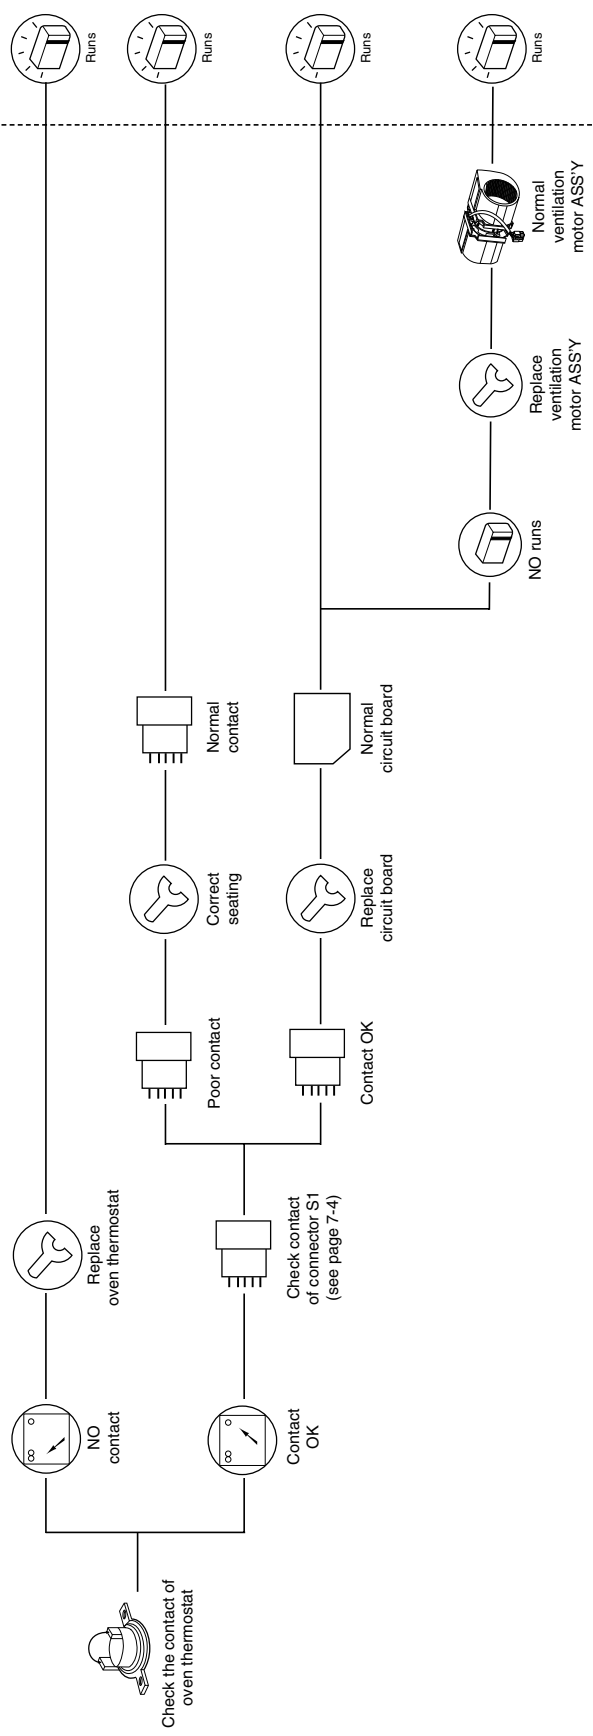 Check the contact of
oven thermostat
NO
contact
Replace
oven thermostat
Runs
Contact
OK
Check contact
of connector S1
(see page 7-4)
Poor contact
Correct
seating
Normal
contact
Runs
Contact OK
Replace
circuit board
Normal
circuit board
Runs
NO runs
Replace
ventilation
motor ASS'Y
Normal
ventilation
motor ASS'Y
Runs